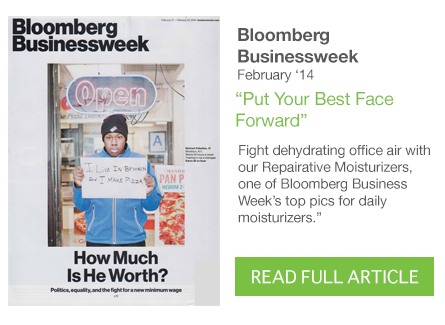 Bloomberg
Businessweek
Open
A
I LIVE IN
How Much
Is He Worth?
Politics, equality, and the fight for a new minimum wage
Bloomberg
Businessweek
February ‘14
“Put Your Best Face
Forward”
Fight dehydrating office air with
our Repairative Moisturizers,
one of Bloomberg Business
Week’s top pics for daily
moisturizers.”
READ FULL ARTICLE